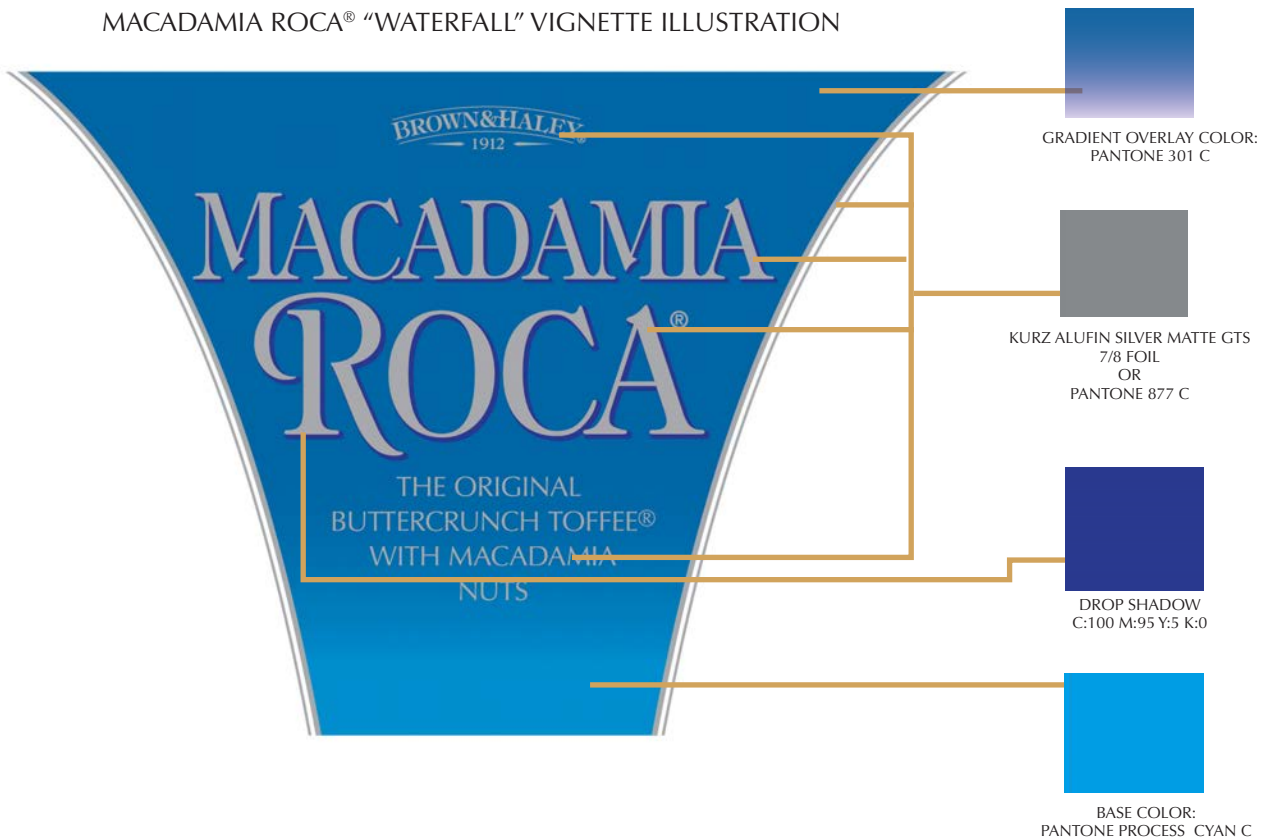 MACADAMIA ROCA® “WATERFALL” VIGNETTE ILLUSTRATION
BROWN&HALEY®
1912
MACADAMIA
ROCA®
THE ORIGINAL
BUTTERCRUNCH TOFFEE®
WITH MACADAMIA
NUTS
GRADIENT OVERLAY COLOR:
PANTONE 301 C
KURZ ALUFIN SILVER MATTE GTS
7/8 FOIL
OR
PANTONE 877 C
DROP SHADOW
C:100 M:95 Y:5 K:0
BASE COLOR:
PANTONE PROCESS CYAN C